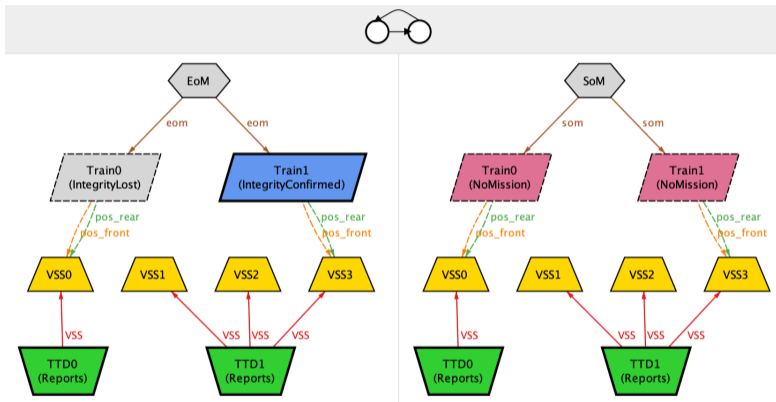 EoM
SoM
eom
eom
som
som
Train0
(IntegrityLost)
Train1
(IntegrityConfirmed)
Train0
(NoMission)
Train1
(NoMission)
pos_rear
pos_front
pos_rear
pos_front
pos_rear
pos_front
pos_rear
pos_front
VSS0
VSS1
VSS2
VSS3
VSS0
VSS1
VSS2
VSS3
VSS
VSS
VSS
VSS
VSS
VSS
VSS
VSS
TTD0
(Reports)
TTD1
(Reports)
TTD0
(Reports)
TTD1
(Reports)